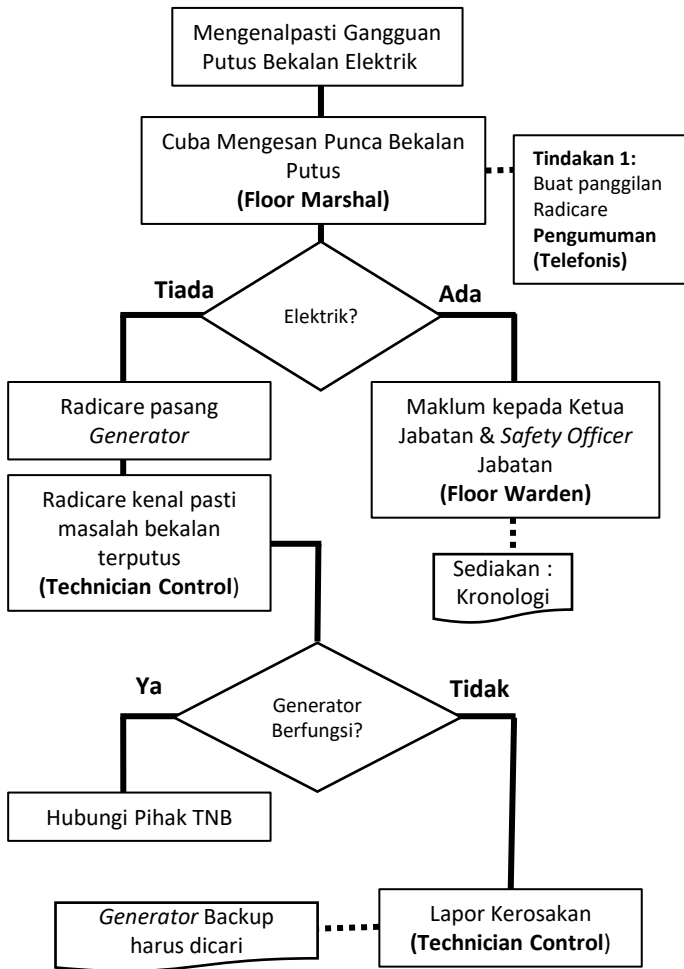 Mengenalpasti Gangguan
Putus Bekalan Elektrik
Cuba Mengesan Punca Bekalan
Putus
(Floor Marshal)
Tindakan 1:
Buat panggilan
Radicare
Pengumuman
(Telefonis)
Tiada
Ada
Elektrik?
Radicare pasang
Generator
Maklum kepada Ketua
Jabatan & Safety Officer
Jabatan
(Floor Warden)
Radicare kenal pasti
masalah bekalan
terputus
(Technician Control)
Sediakan :
Kronologi
Ya
Tidak
Generator
Berfungsi?
Hubungi Pihak TNB
Generator Backup
harus dicari
Lapor Kerosakan
(Technician Control)